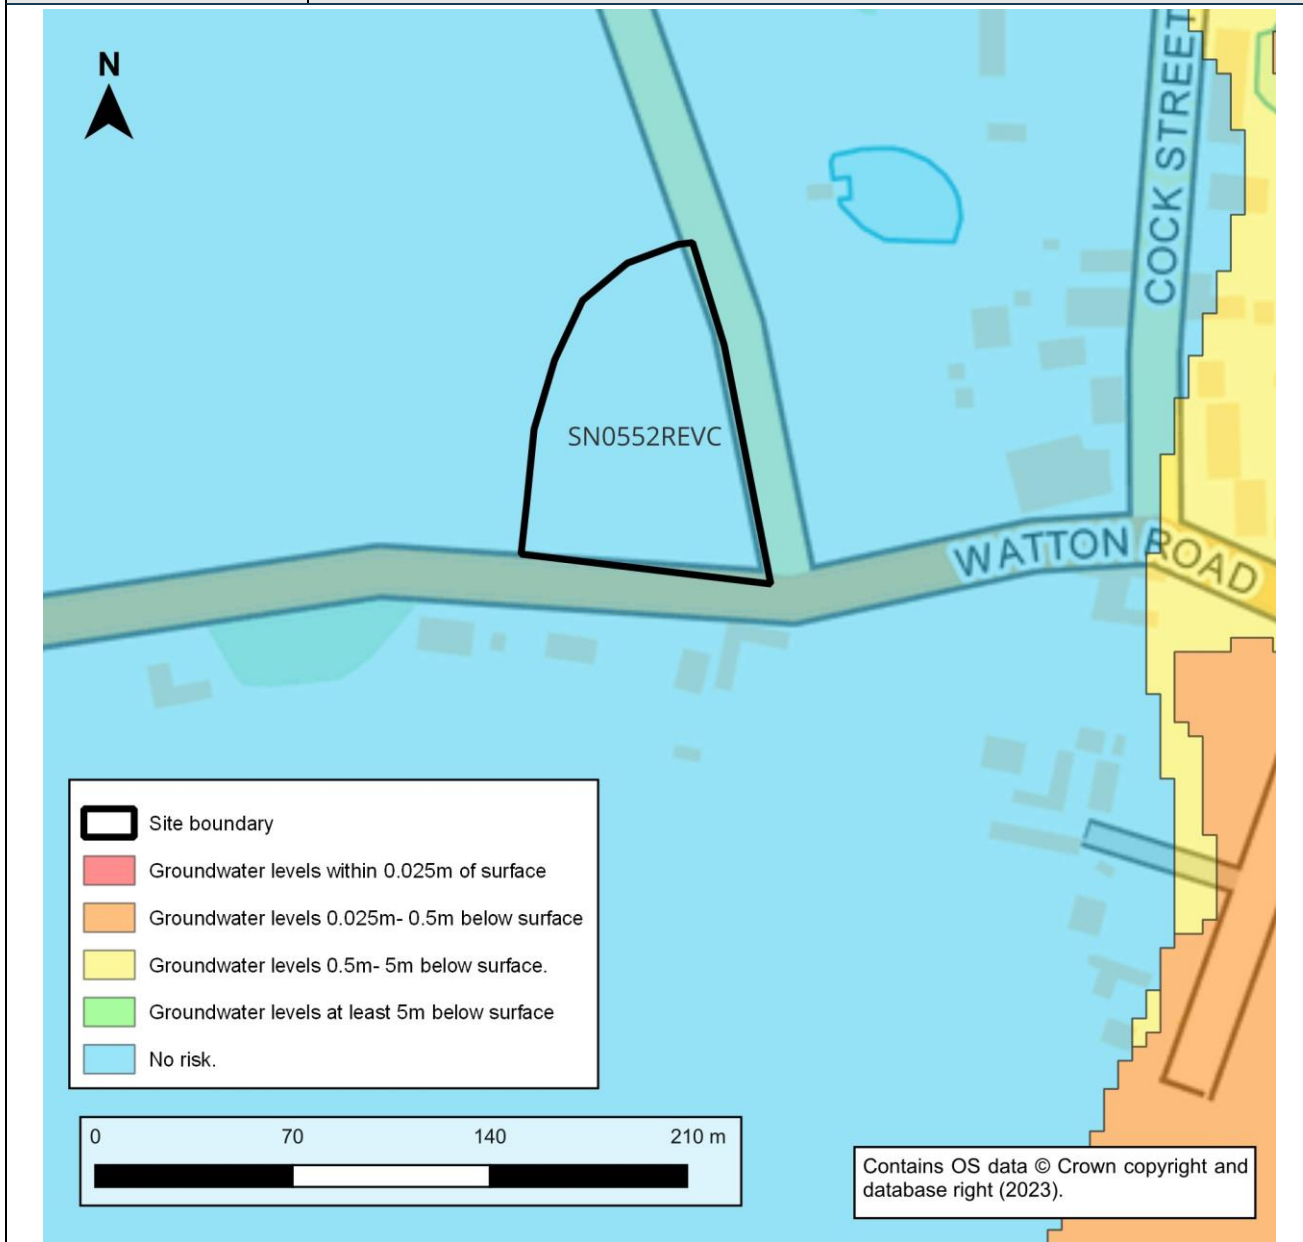 N
COCK STREET
SN0552REVC
WATTON ROAD
Site boundary
Groundwater levels within 0.025m of surface
Groundwater levels 0.025m- 0.5m below surface
Groundwater levels 0.5m- 5m below surface.
Groundwater levels at least 5m below surface
No risk.
0 70 140 210 m
Contains OS data © Crown copyright and
database right (2023).